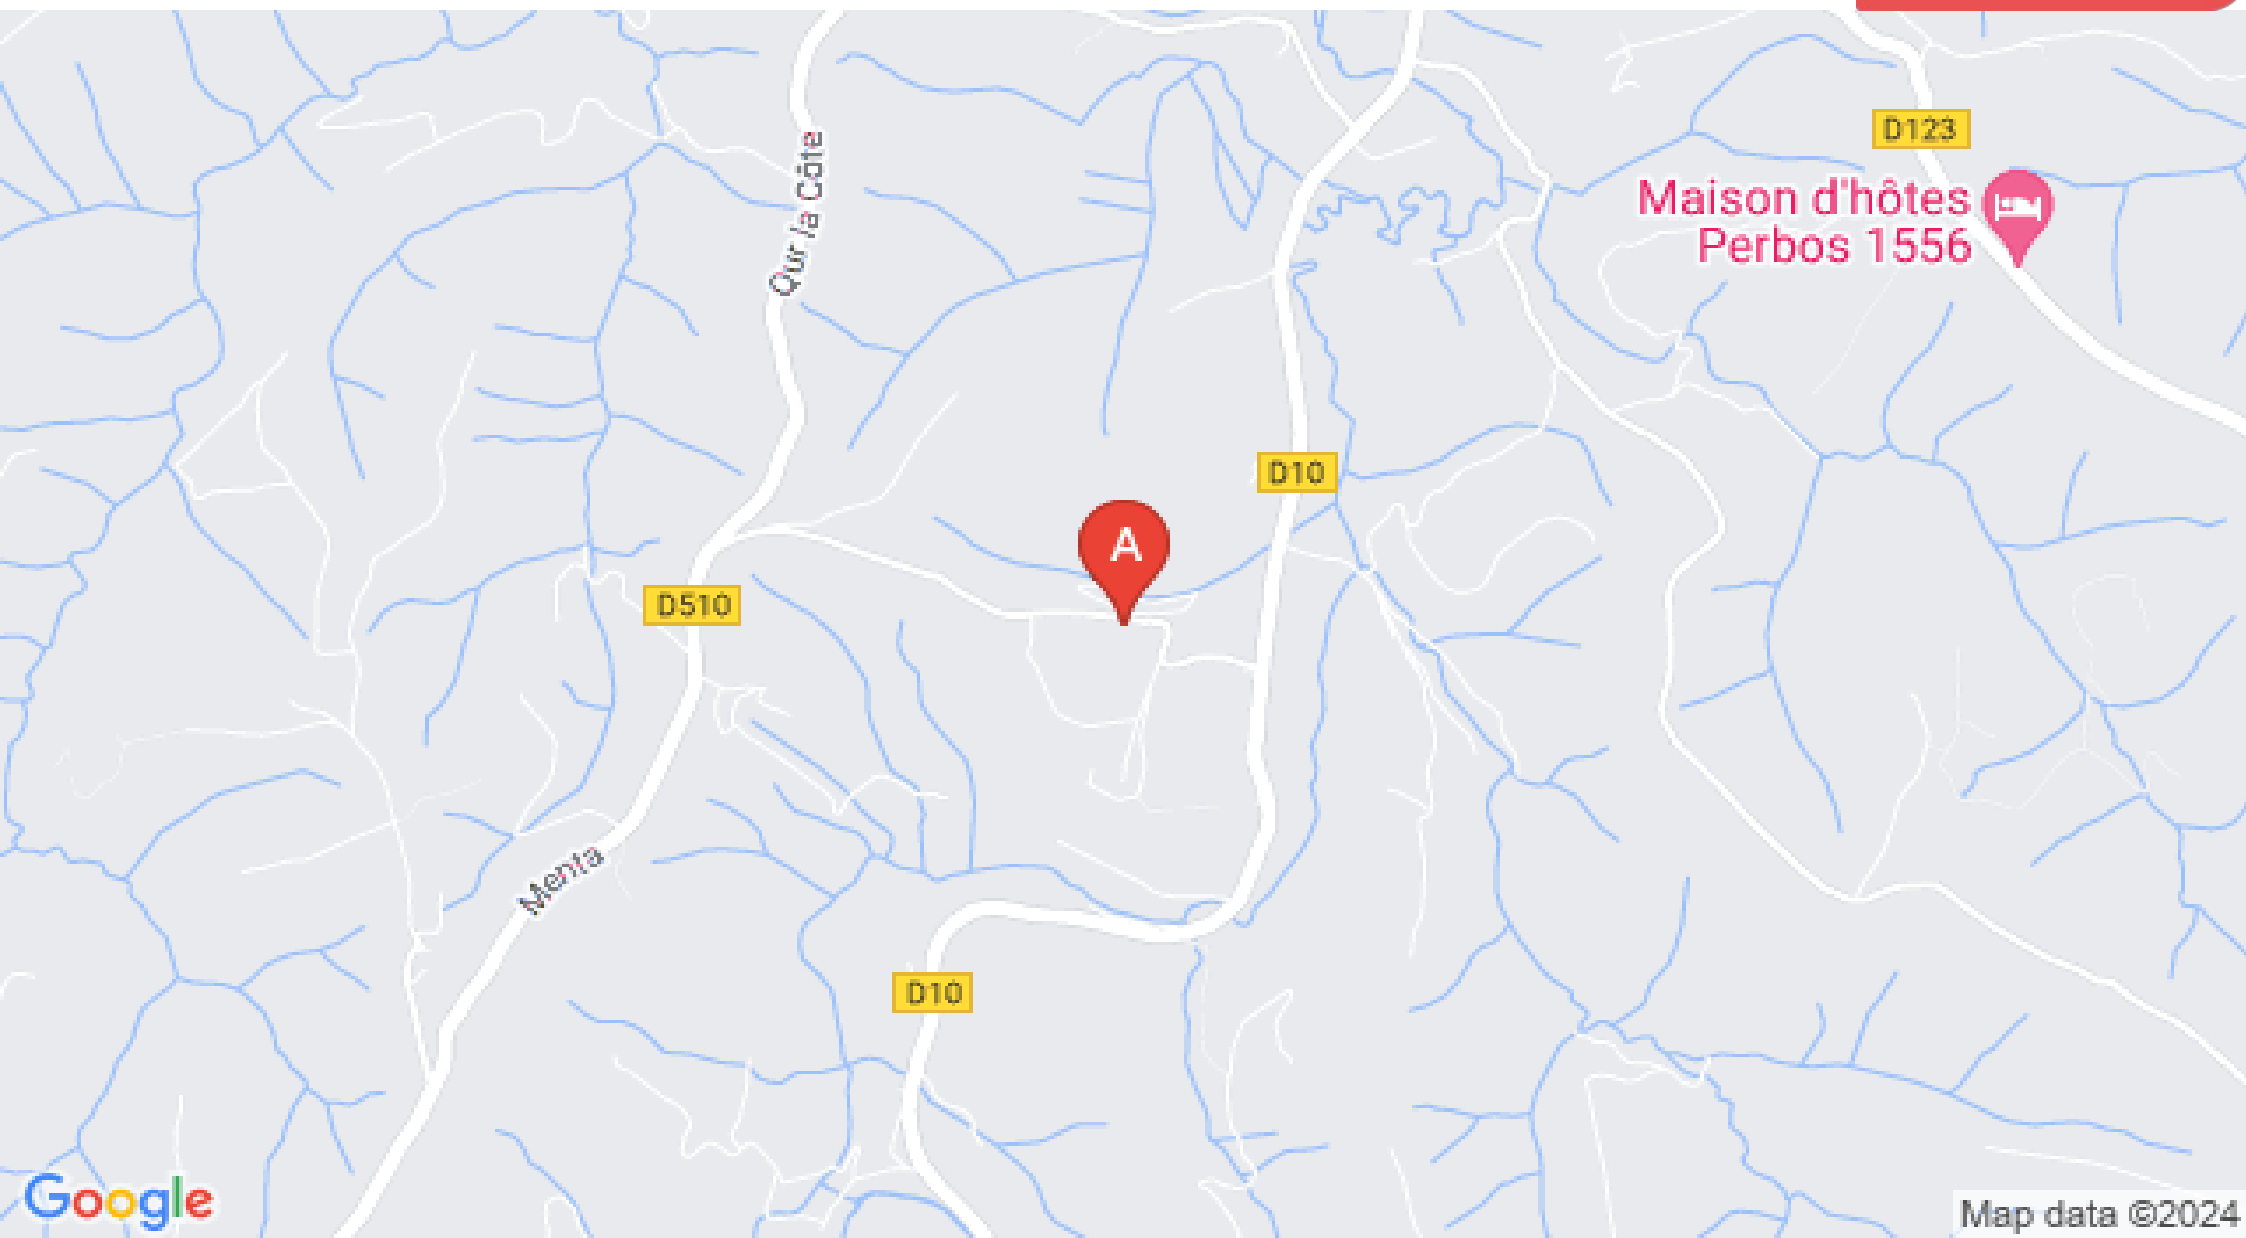 D123
Qur la Côte
Maison d'hôtes
Perbos 1556
D10
A
D510
Menta
D10
Google
Map data ©2024